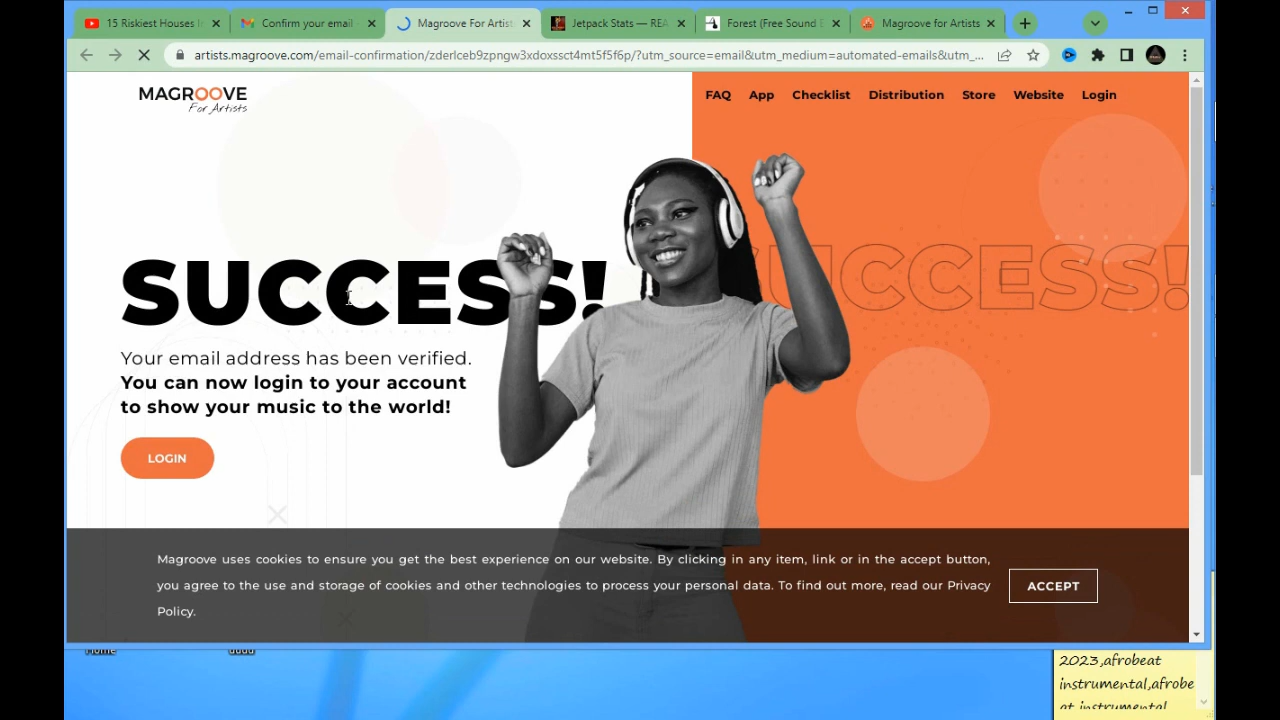 15 Riskiest Houses i
Confirm your email
Magroove For Artis
Jetpack Stats — REA
Forest (Free Sound E
Magroove for Artists
artists.magroove.com/email-confirmation/zderlceb9zpngw3xdoxssct4mt5f5f6p/?utm_source=email&utm_medium=automated-emails&utm_...
MAGROOVE
For Artists
FAQ App Checklist Distribution Store Website Login
SUCCESS!
SUCCESS!
Your email address has been verified.
You can now login to your account
to show your music to the world!
LOGIN
Magroove uses cookies to ensure you get the best experience on our website. By clicking in any item, link or in the accept button,
you agree to the use and storage of cookies and other technologies to process your personal data. To find out more, read our Privacy
Policy.
ACCEPT
Home
dddd
2023,afrobeat
instrumental,afrobe
at instrumental